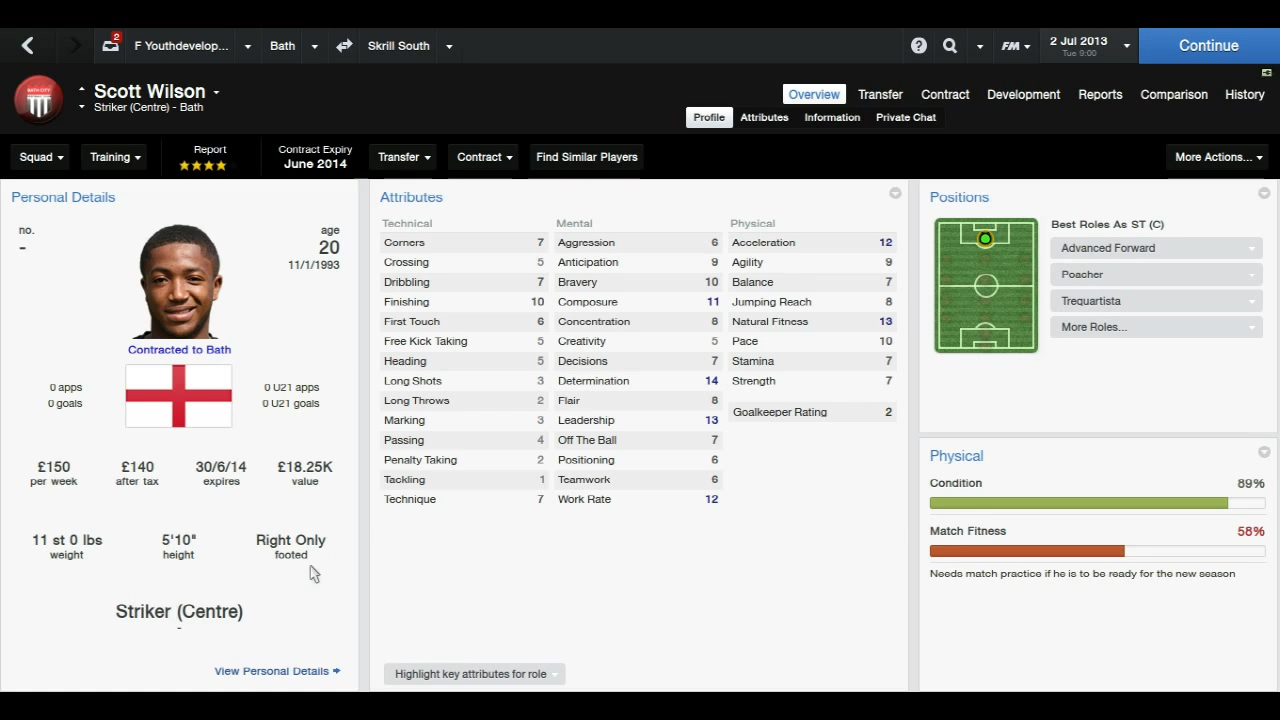 2
F Youthdevelop...
Bath
Skrill South
FM
2 Jul 2013
Tue 9:00
Continue
BATH CITY
Scott Wilson
Striker (Centre) - Bath
Overview Transfer Contract Development Reports Comparison History
Profile Attributes Information Private Chat
Squad
Training
Report
Contract Expiry
June 2014
Transfer
Contract
Find Similar Players
More Actions...
Personal Details
no.
-
age
20
11/1/1993
Contracted to Bath
0 apps
0 goals
0 U21 apps
0 U21 goals
£150
per week
£140
after tax
30/6/14
expires
£18.25K
value
11 st 0 lbs
weight
5'10"
height
Right Only
footed
Striker (Centre)
-
View Personal Details
Attributes
Technical
Corners 7
Crossing 5
Dribbling 7
Finishing 10
First Touch 6
Free Kick Taking 5
Heading 5
Long Shots 3
Long Throws 2
Marking 3
Passing 4
Penalty Taking 2
Tackling 1
Technique 7
Mental
Aggression 6
Anticipation 9
Bravery 10
Composure 11
Concentration 8
Creativity 5
Decisions 7
Determination 14
Flair 8
Leadership 13
Off The Ball 7
Positioning 6
Teamwork 6
Work Rate 12
Physical
Acceleration 12
Agility 9
Balance 7
Jumping Reach 8
Natural Fitness 13
Pace 10
Stamina 7
Strength 7
Goalkeeper Rating 2
Highlight key attributes for role
Positions
Best Roles As ST (C)
Advanced Forward
Poacher
Trequartista
More Roles...
Physical
Condition 89%
Match Fitness 58%
Needs match practice if he is to be ready for the new season